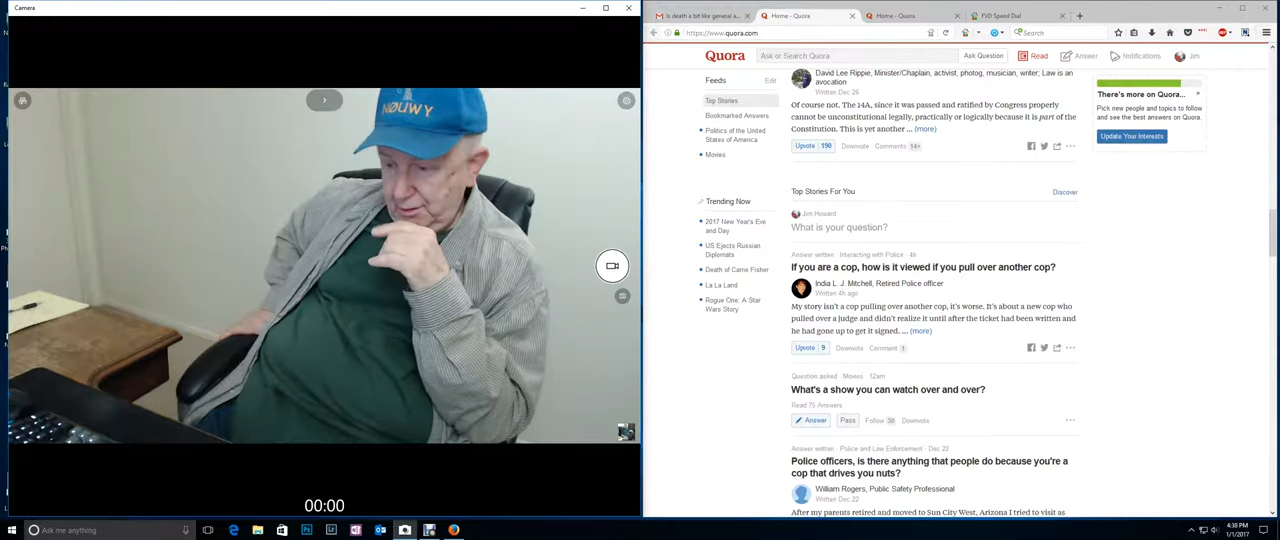 Camera
NØUWY
00:00
Is death a bit like general a...
Home - Quora
Home - Quora
FVD Speed Dial
https://www.quora.com
Search
Quora
Ask or Search Quora
Ask Question
Read
Answer
Notifications
Jim
Feeds
Edit
Top Stories
Bookmarked Answers
Politics of the United
States of America
Movies
Trending Now
2017 New Year's Eve
and Day
US Ejects Russian
Diplomats
Death of Carrie Fisher
La La Land
Rogue One: A Star
Wars Story
David Lee Rippie, Minister/Chaplain, activist, photog, musician, writer; Law is an
avocation
Written Dec 26
Of course not. The 14A, since it was passed and ratified by Congress properly
cannot be unconstitutional legally, practically or logically because it is part of the
Constitution. This is yet another ... (more)
Upvote 190
Downvote
Comments 14+
Top Stories For You
Discover
Jim Howard
What is your question?
Answer written · Interacting with Police · 4h
If you are a cop, how is it viewed if you pull over another cop?
India L. J. Mitchell, Retired Police officer
Written 4h ago
My story isn't a cop pulling over another cop, it's worse. It's about a new cop who
pulled over a judge and didn't realize it until after the ticket had been written and
he had gone up to get it signed. ... (more)
Upvote 9
Downvote
Comment 1
Question asked · Movies · 12am
What's a show you can watch over and over?
Read 75 Answers
Answer
Pass
Follow 30
Downvote
Answer written · Police and Law Enforcement · Dec 22
Police officers, is there anything that people do because you're a
cop that drives you nuts?
William Rogers, Public Safety Professional
Written Dec 22
After my parents retired and moved to Sun City West, Arizona I tried to visit as
There's more on Quora...
Pick new people and topics to follow
and see the best answers on Quora.
Update Your Interests
Ask me anything
4:38 PM
1/1/2017